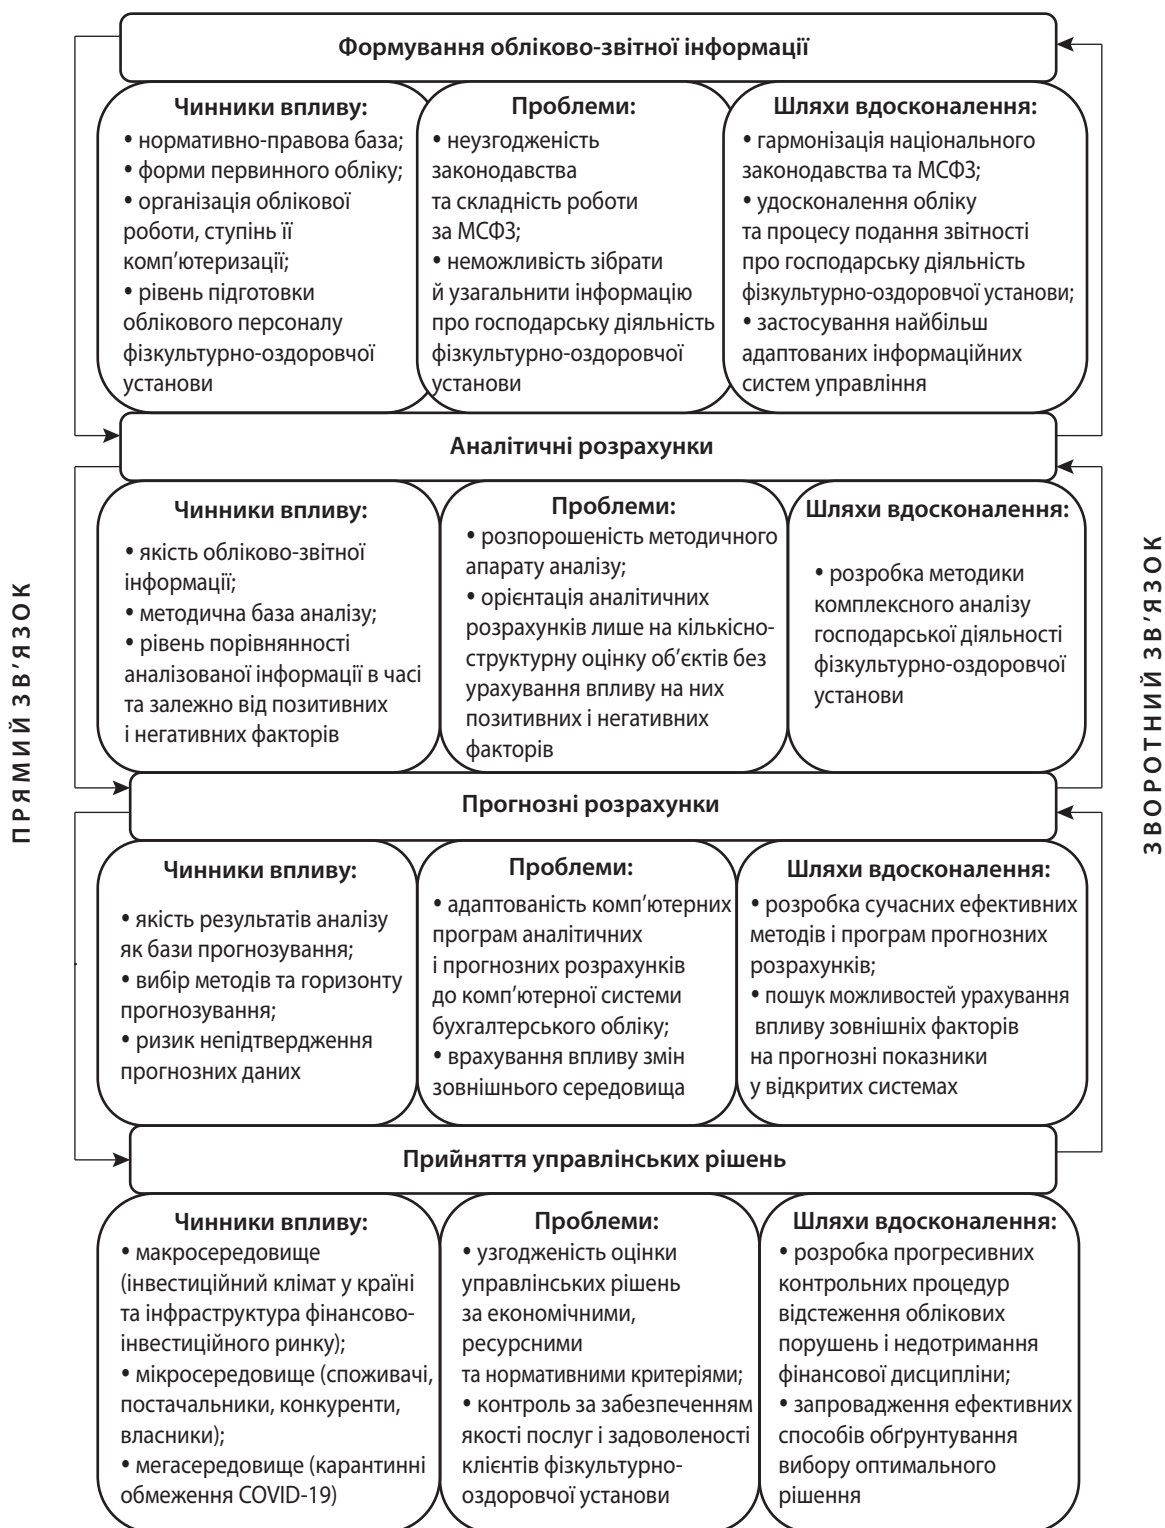 Формування обліково-звітної інформації
Чинники впливу:
• нормативно-правова база;
• форми первинного обліку;
• організація облікової
роботи, ступінь її
комп'ютеризації;
• рівень підготовки
облікового персоналу
фізкультурно-оздоровчої
установи
Проблеми:
• неузгодженість
законодавства
та складність роботи
за МСФЗ;
• неможливість зібрати
й узагальнити інформацію
про господарську діяльність
фізкультурно-оздоровчої
установи
Шляхи вдосконалення:
• гармонізація національного
законодавства та МСФЗ;
• удосконалення обліку
та процесу подання звітності
про господарську діяльність
фізкультурно-оздоровчої установи;
• застосування найбільш
адаптованих інформаційних
систем управління
Аналітичні розрахунки
Чинники впливу:
• якість обліково-звітної
інформації;
• методична база аналізу;
• рівень порівнянності
аналізованої інформації в часі
та залежно від позитивних
і негативних факторів
Проблеми:
• розпорошеність методичного
апарату аналізу;
• орієнтація аналітичних
розрахунків лише на кількісно-
структурну оцінку об'єктів без
урахування впливу на них
позитивних і негативних
факторів
Шляхи вдосконалення:
• розробка методики
комплексного аналізу
господарської діяльності
фізкультурно-оздоровчої
установи
ПРЯМИЙ ЗВ'ЯЗОК
ЗВОРОТНИЙ ЗВ'ЯЗОК
Прогнозні розрахунки
Чинники впливу:
• якість результатів аналізу
як бази прогнозування;
• вибір методів та горизонту
прогнозування;
• ризик непідтвердження
прогнозних даних
Проблеми:
• адаптованість комп'ютерних
програм аналітичних
і прогнозних розрахунків
до комп'ютерної системи
бухгалтерського обліку;
• врахування впливу змін
зовнішнього середовища
Шляхи вдосконалення:
• розробка сучасних ефективних
методів і програм прогнозних
розрахунків;
• пошук можливостей урахування
впливу зовнішніх факторів
на прогнозні показники
у відкритих системах
Прийняття управлінських рішень
Чинники впливу:
• макросередовище
(інвестиційний клімат у країні
та інфраструктура фінансово-
інвестиційного ринку);
• мікросередовище (споживачі,
постачальники, конкуренти,
власники);
• мегасередовище (карантинні
обмеження COVID-19)
Проблеми:
• узгодженість оцінки
управлінських рішень
за економічними,
ресурсними
та нормативними критеріями;
• контроль за забезпеченням
якості послуг і задоволеності
клієнтів фізкультурно-
оздоровчої установи
Шляхи вдосконалення:
• розробка прогресивних
контрольних процедур
відстеження облікових
порушень і недотримання
фінансової дисципліни;
• запровадження ефективних
способів обґрунтування
вибору оптимального
рішення